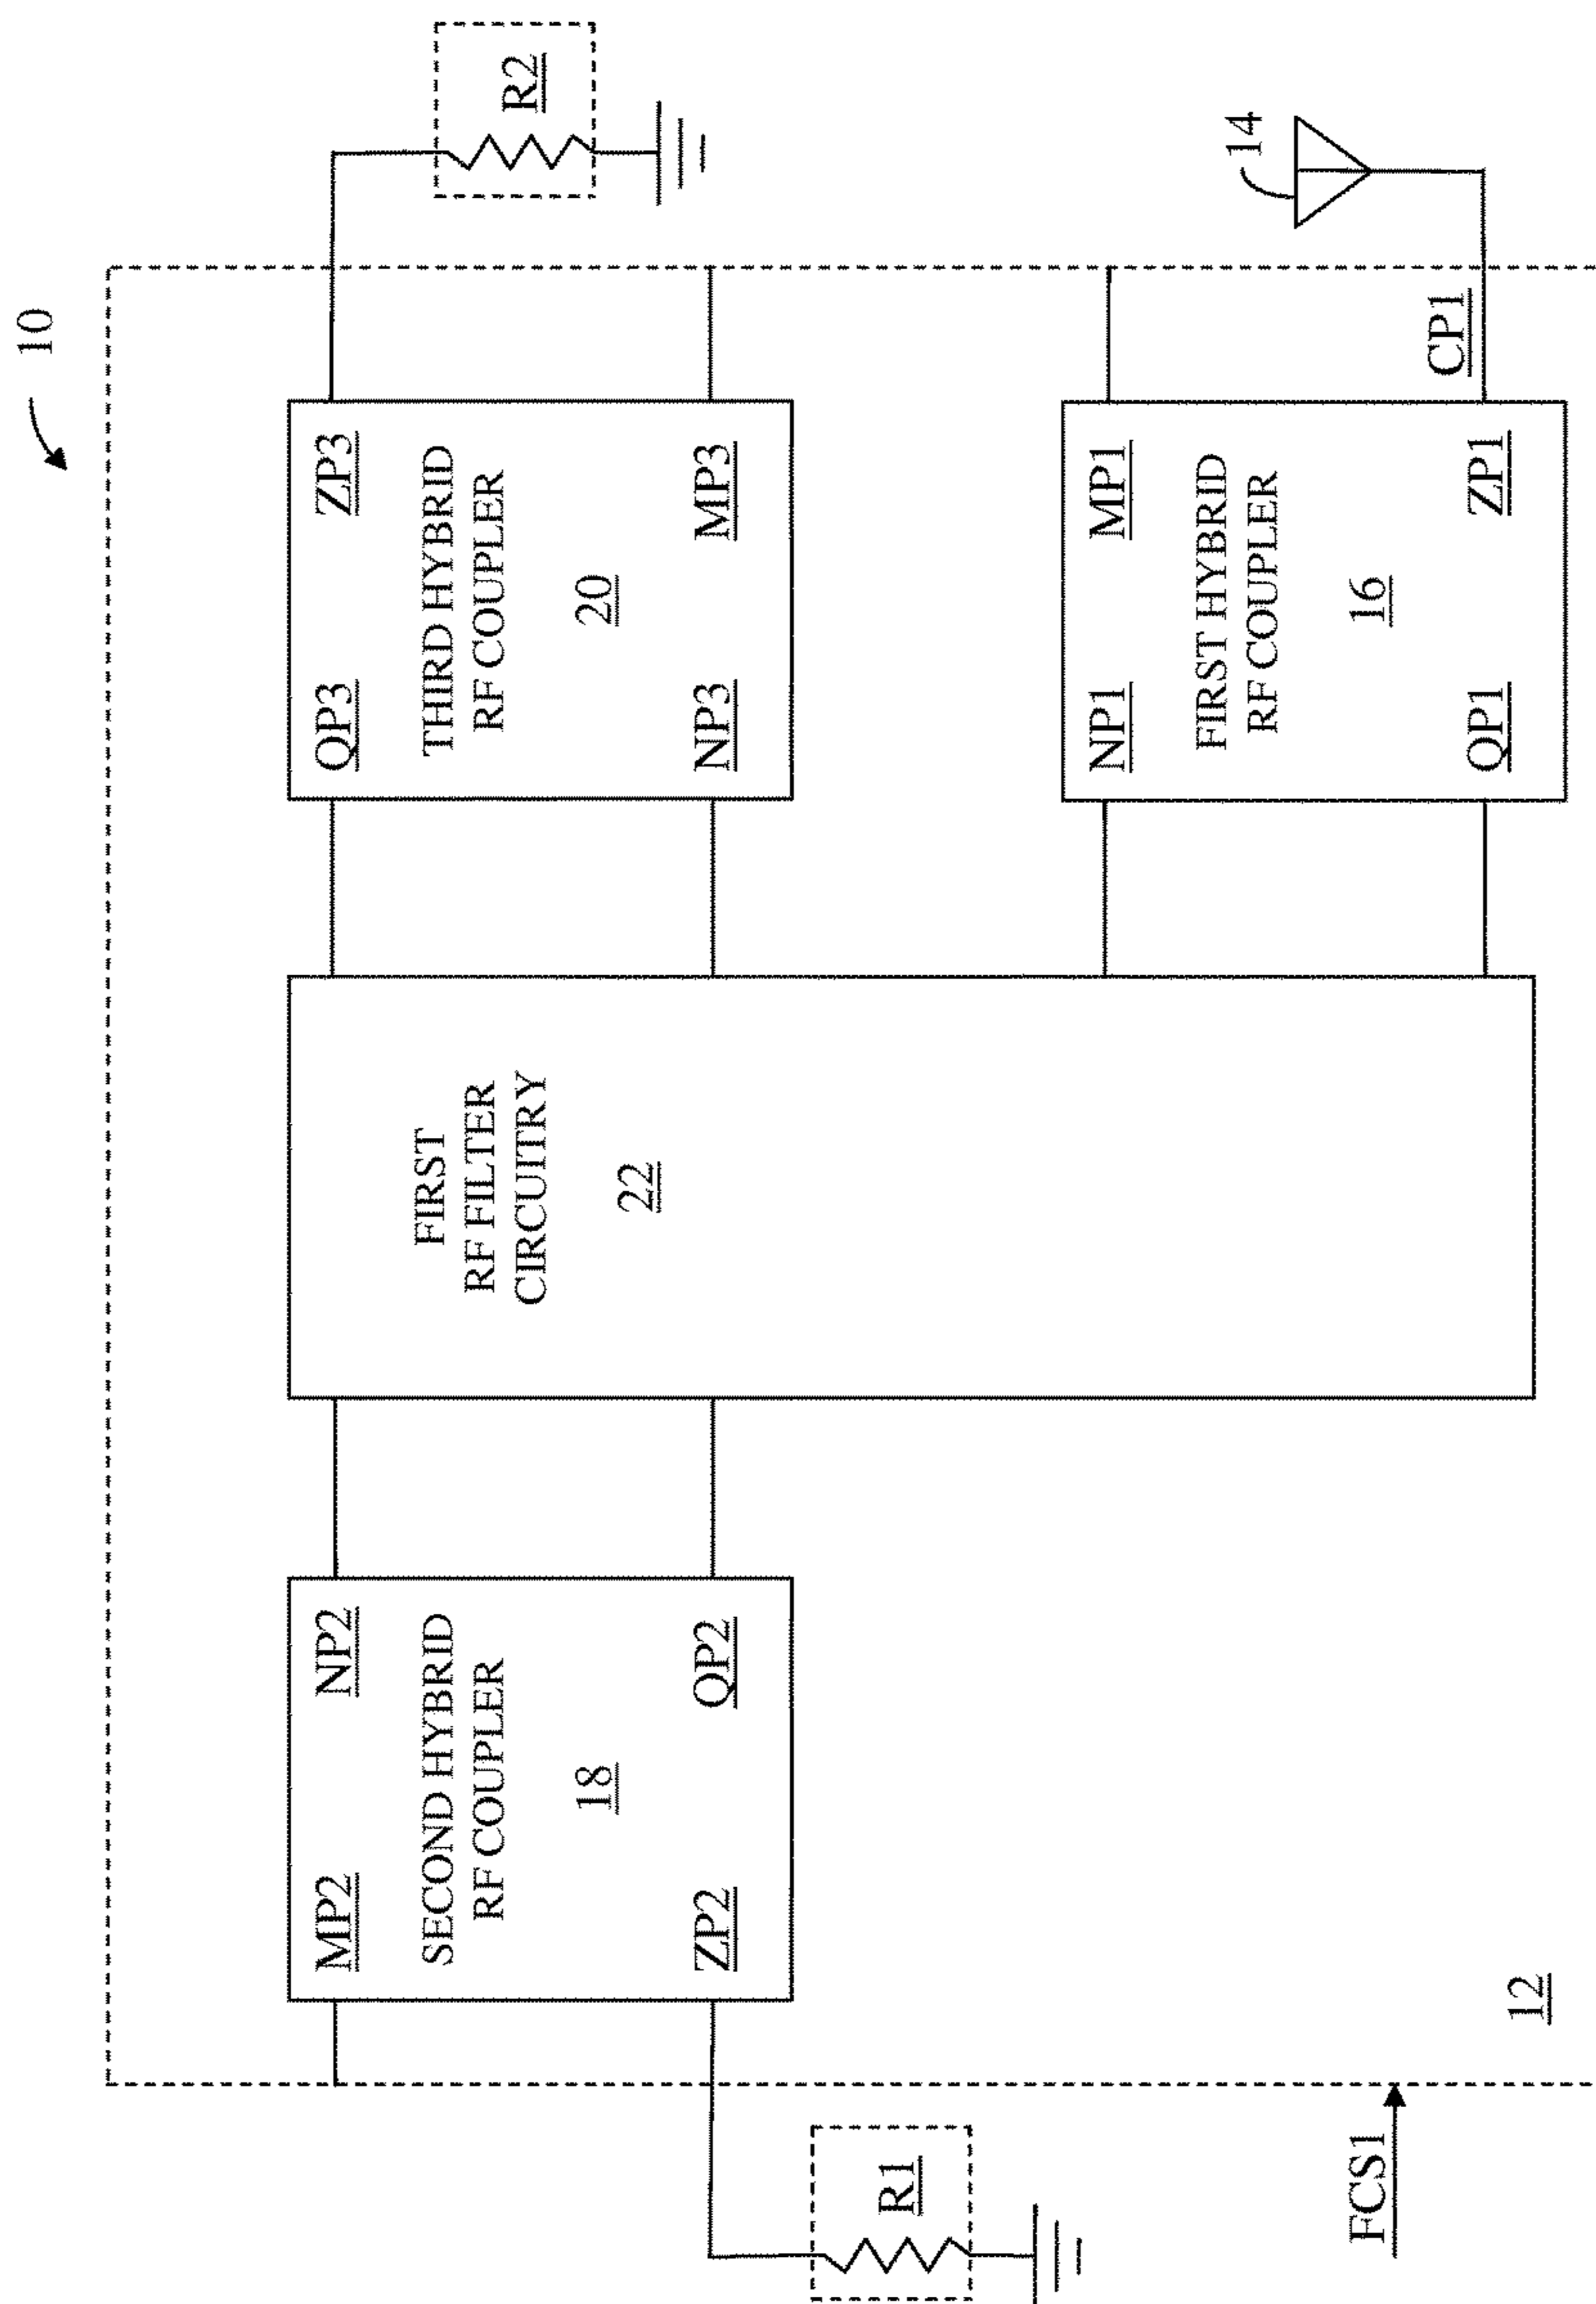 10
R2
14
CP1
QP3
ZP3
THIRD HYBRID
RF COUPLER
20
NP3
MP3
NP1
MP1
FIRST HYBRID
RF COUPLER
16
QP1
ZP1
FIRST
RF FILTER
CIRCUITRY
22
MP2
NP2
SECOND HYBRID
RF COUPLER
18
ZP2
QP2
12
R1
FCS1